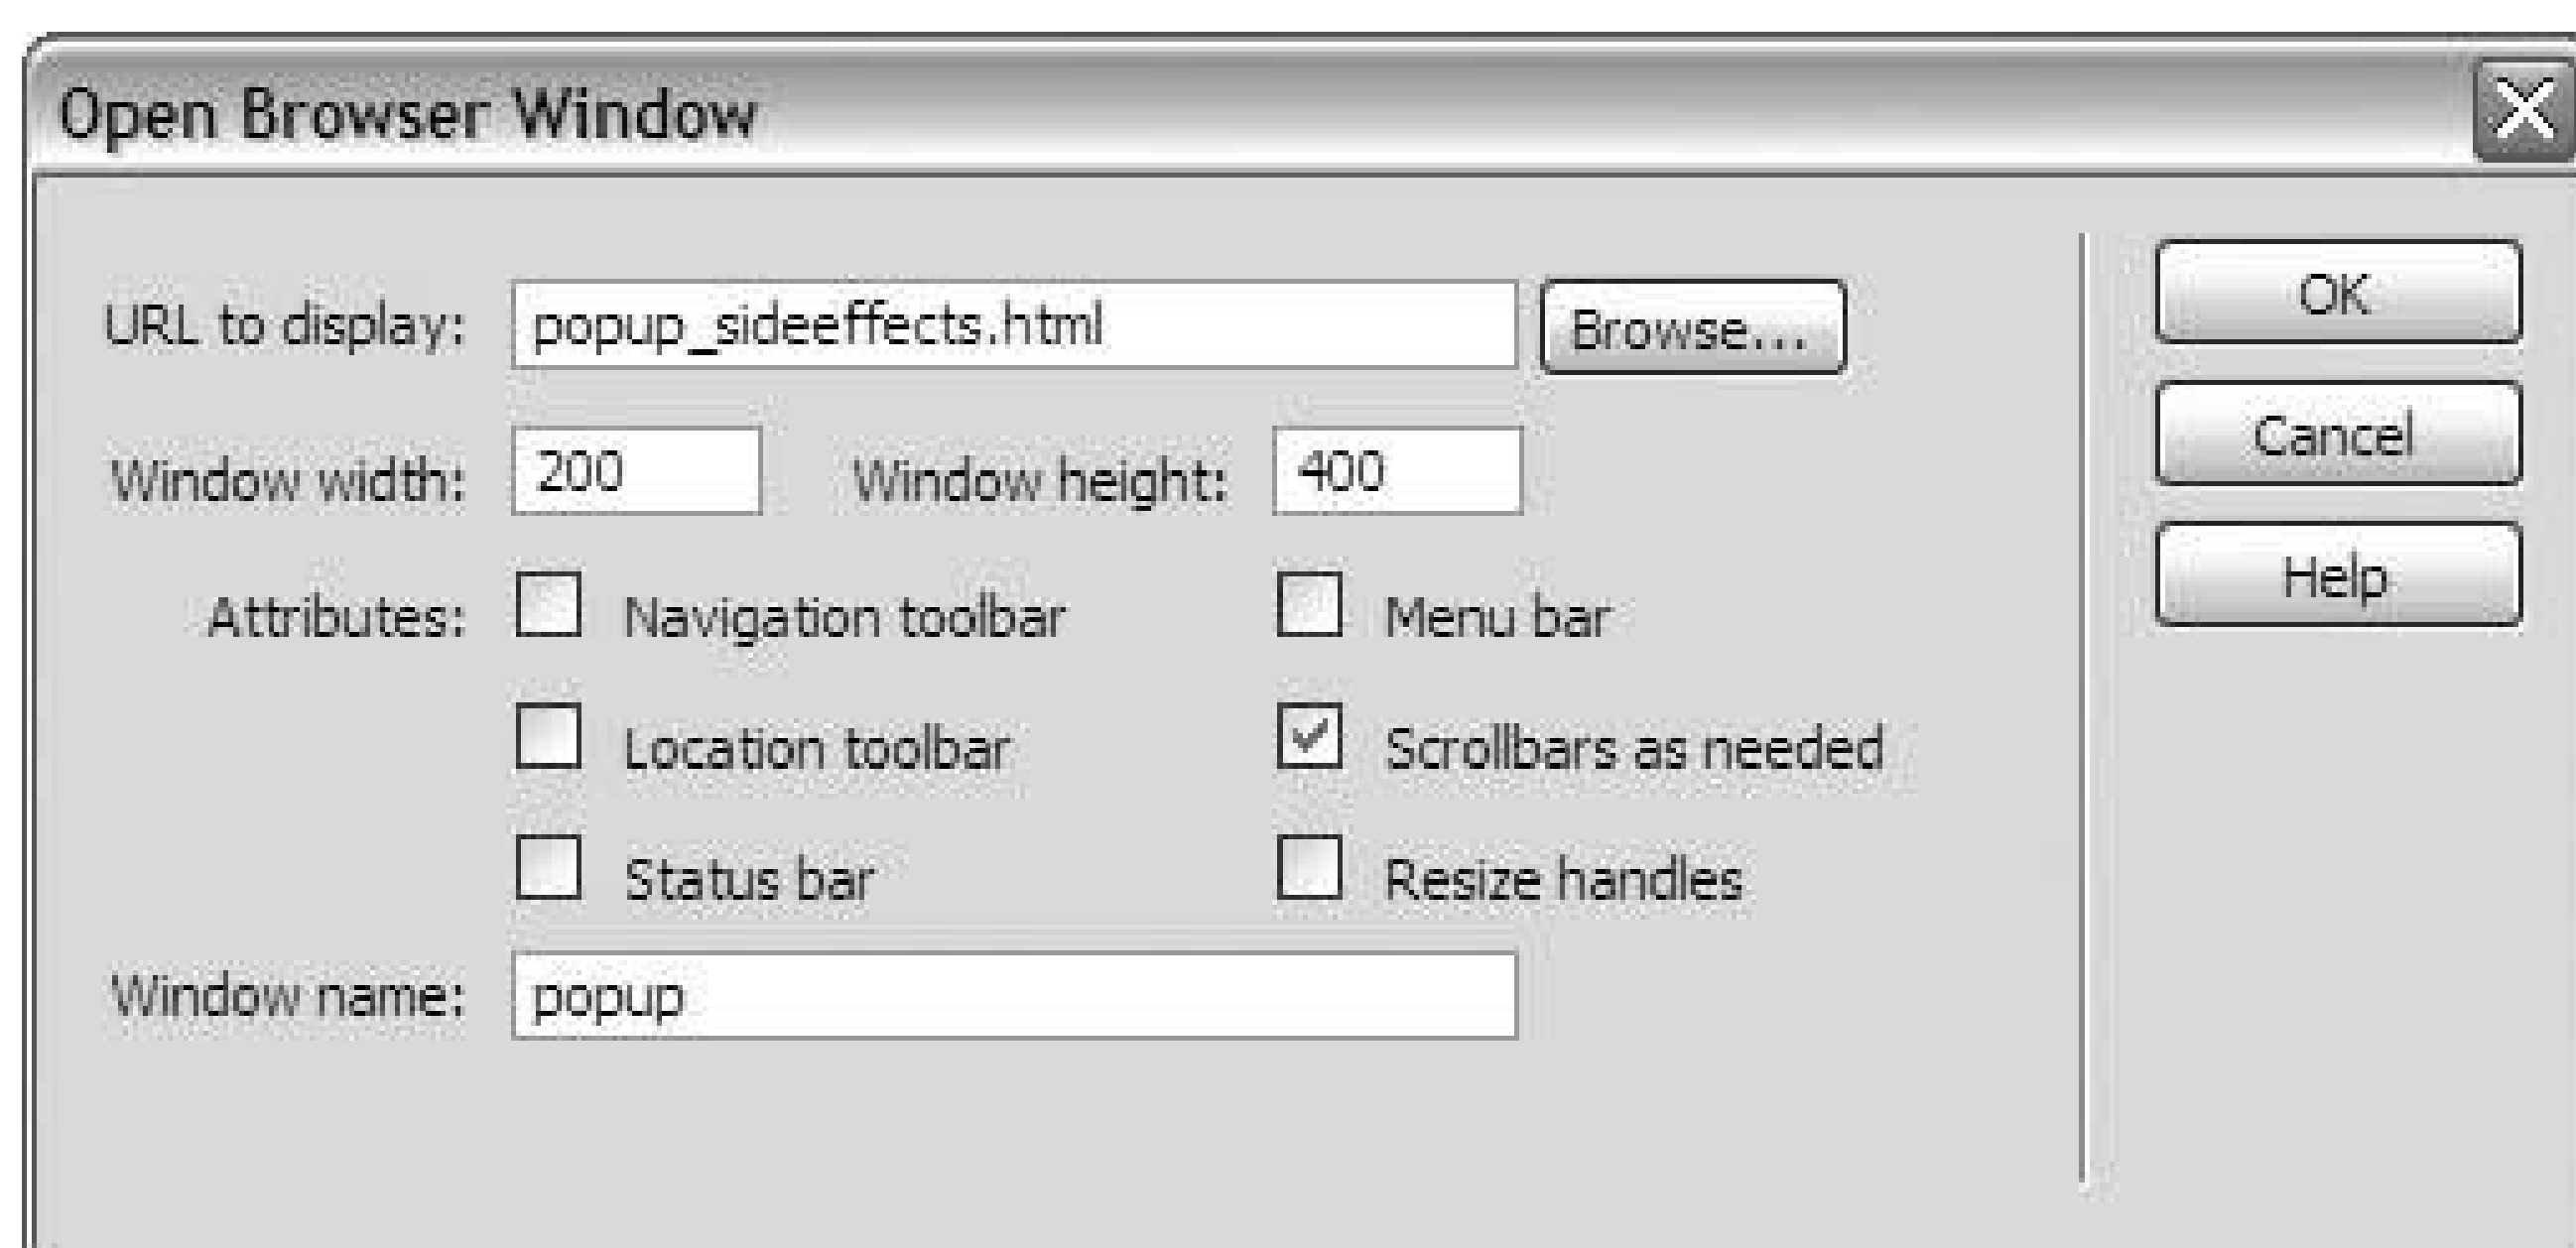 Open Browser Window
URL to display: popup_sideeffects.html Browse... OK
Window width: 200 Window height: 400 Cancel
Attributes: Navigation toolbar Menu bar Help
Location toolbar Scrollbars as needed
Status bar Resize handles
Window name: popup